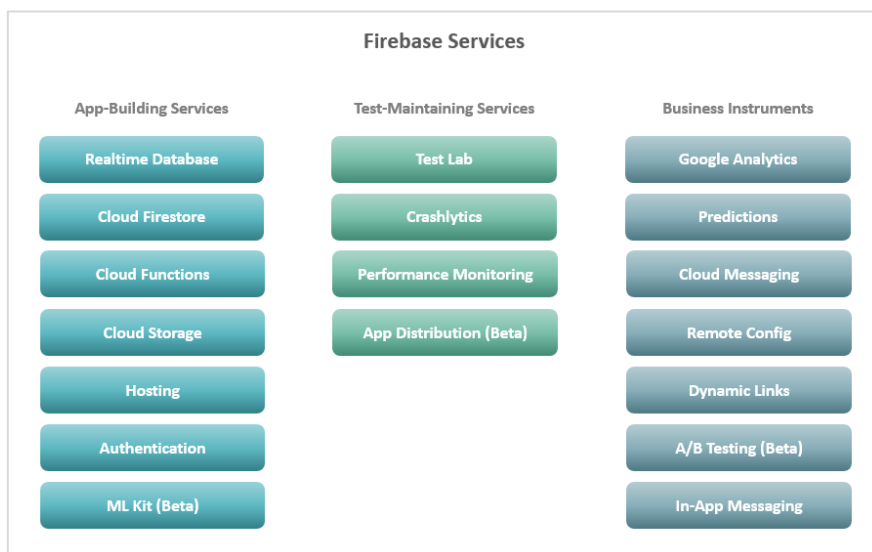 Firebase Services
App-Building Services
Realtime Database
Cloud Firestore
Cloud Functions
Cloud Storage
Hosting
Authentication
ML Kit (Beta)
Test-Maintaining Services
Test Lab
Crashlytics
Performance Monitoring
App Distribution (Beta)
Business Instruments
Google Analytics
Predictions
Cloud Messaging
Remote Config
Dynamic Links
A/B Testing (Beta)
In-App Messaging